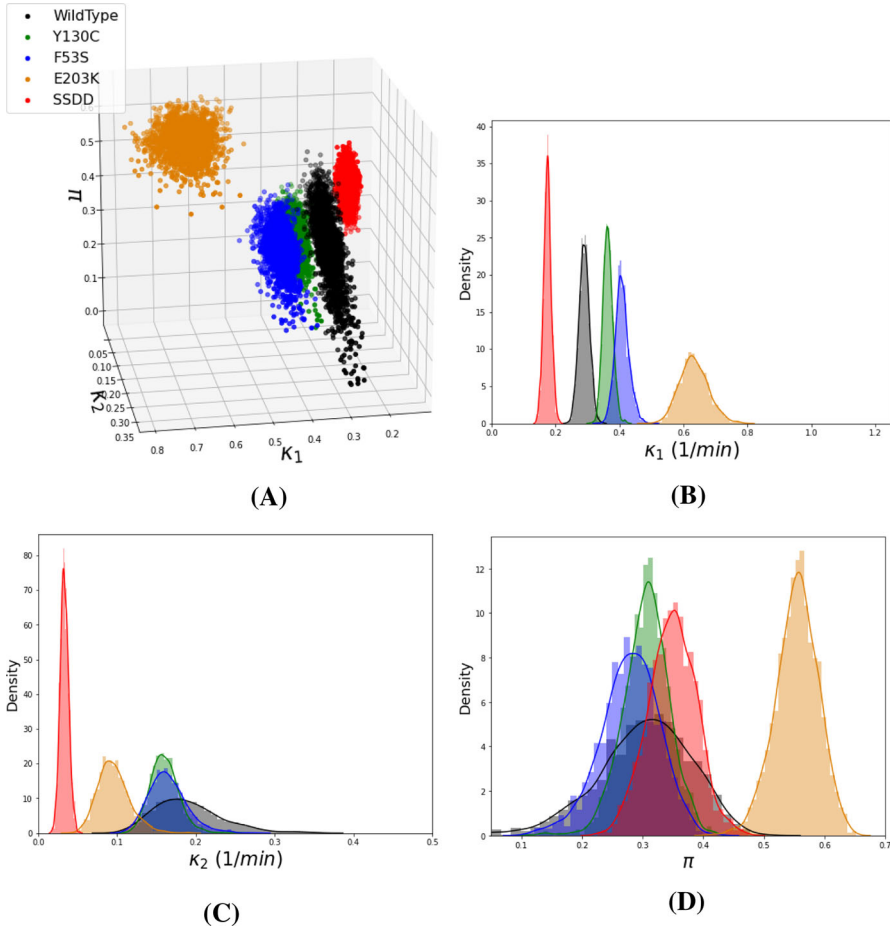 WildType
Y130C
F53S
E203K
SSDD
0.5
0.4
0.3
0.2
0.1
0.0
π
0.05
0.10
0.15
0.20
0.25
0.30
0.35
κ2
0.8 0.7 0.6 0.5 0.4 0.3 0.2
κ1
(A)
40
35
30
25
20
15
10
5
0
Density
0.0 0.2 0.4 0.6 0.8 1.0 1.2
κ1 (1/min)
(B)
80
70
60
50
40
30
20
10
0
Density
0.0 0.1 0.2 0.3 0.4 0.5
κ2 (1/min)
(C)
12
10
8
6
4
2
0
Density
0.1 0.2 0.3 0.4 0.5 0.6 0.7
π
(D)